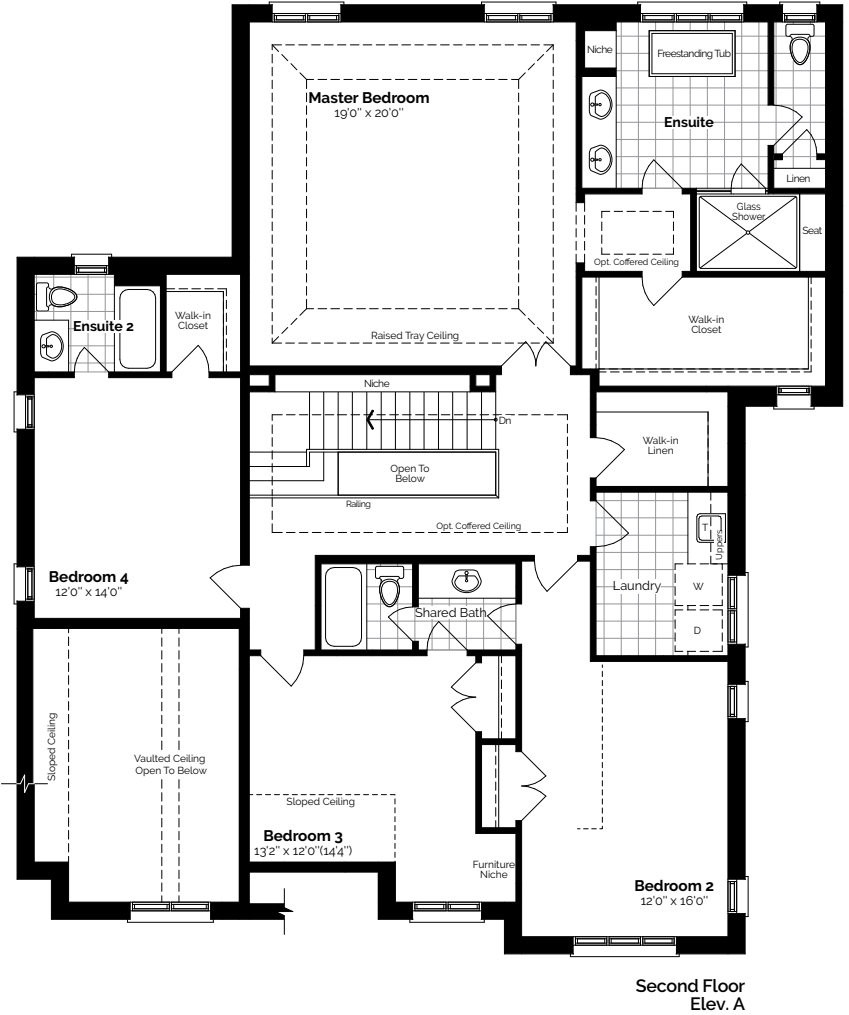 Niche
Freestanding Tub
Master Bedroom
19'0" x 20'0"
Ensuite
Linen
Glass
Shower
Seat
Opt. Coffered Ceiling
Walk-in
Closet
Raised Tray Ceiling
Walk-in
Closet
Ensuite 2
Niche
Dn
Open To
Below
Railing
Opt. Coffered Ceiling
Walk-in
Linen
T
Uppers
Laundry
W
D
Bedroom 4
12'0" x 14'0"
Shared Bath
Sloped Ceiling
Vaulted Ceiling
Open To Below
Sloped Ceiling
Bedroom 3
13'2" x 12'0"(14'4")
Furniture
Niche
Bedroom 2
12'0" x 16'0"
Second Floor
Elev. A